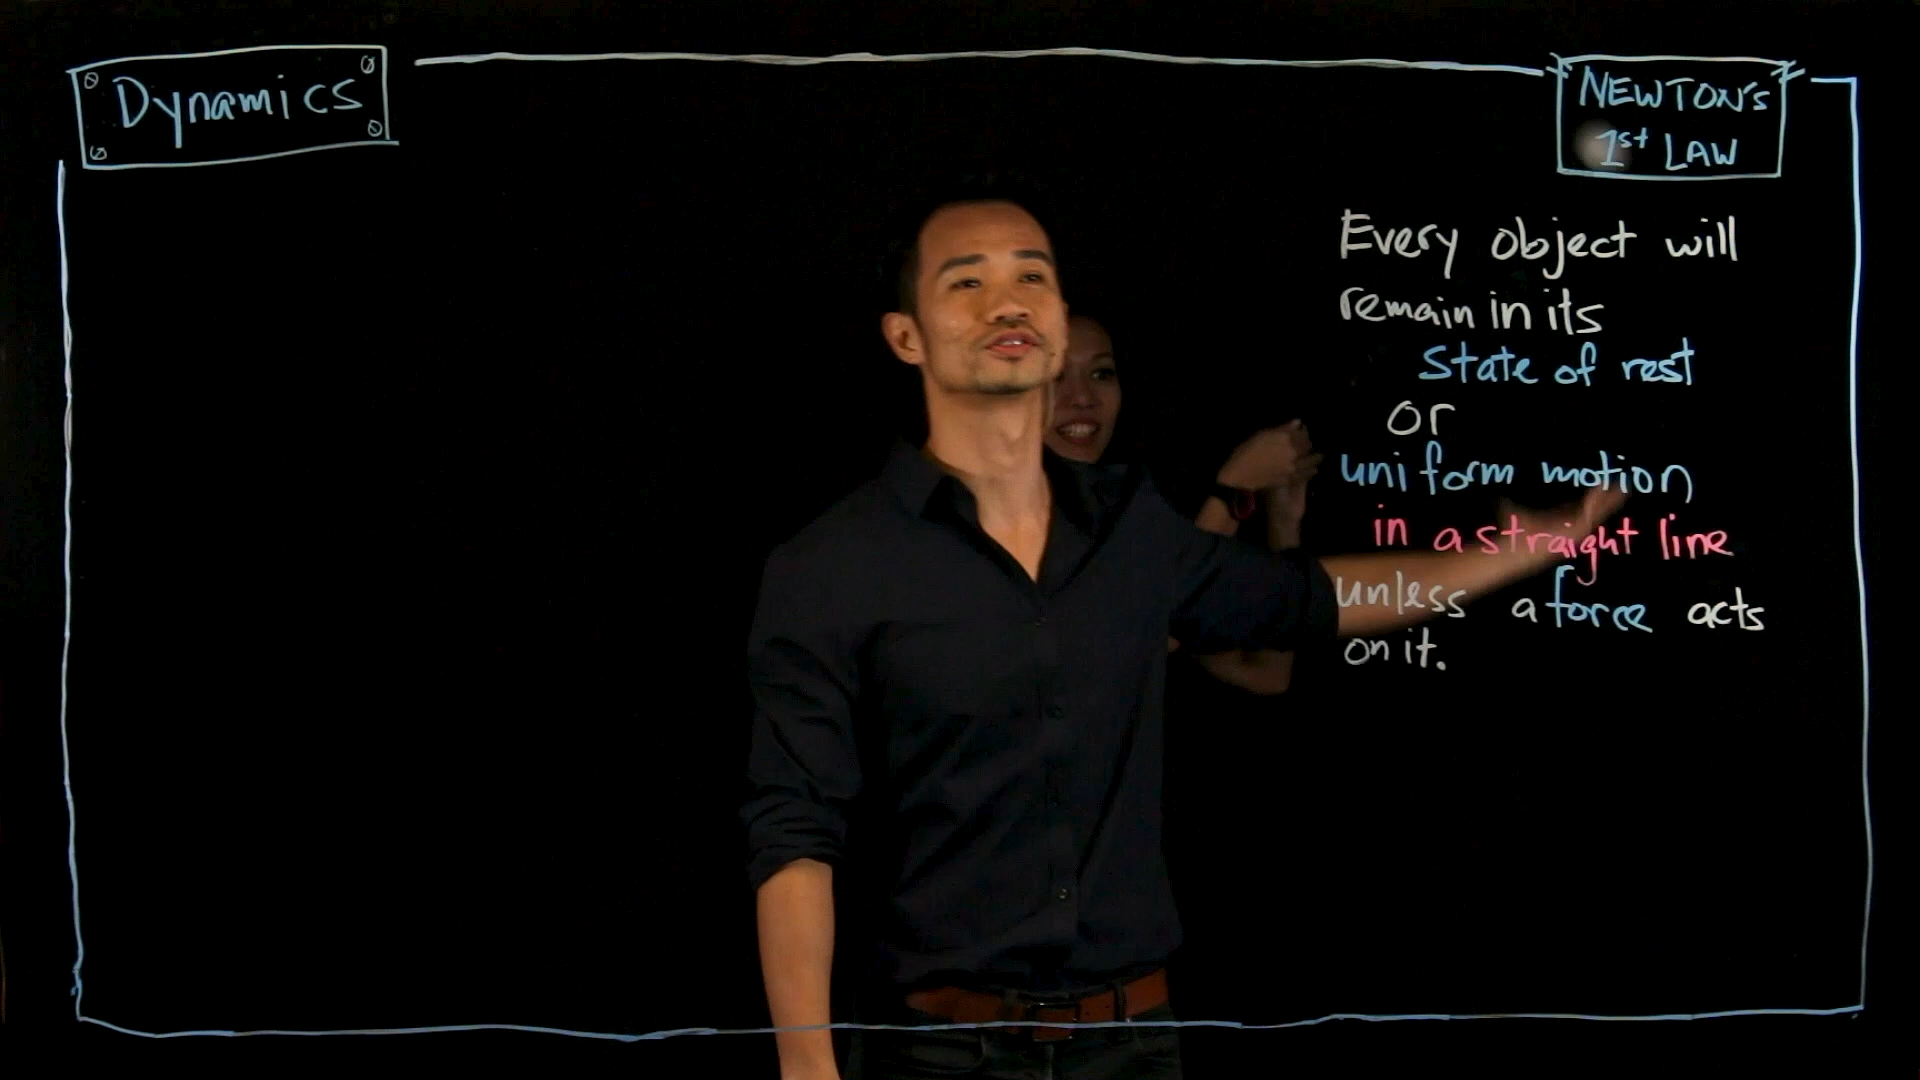 Dynamics
NEWTON'S
1st LAW
Every object will
remain in its
state of rest
or
uniform motion
in a straight line
unless a force acts
on it.